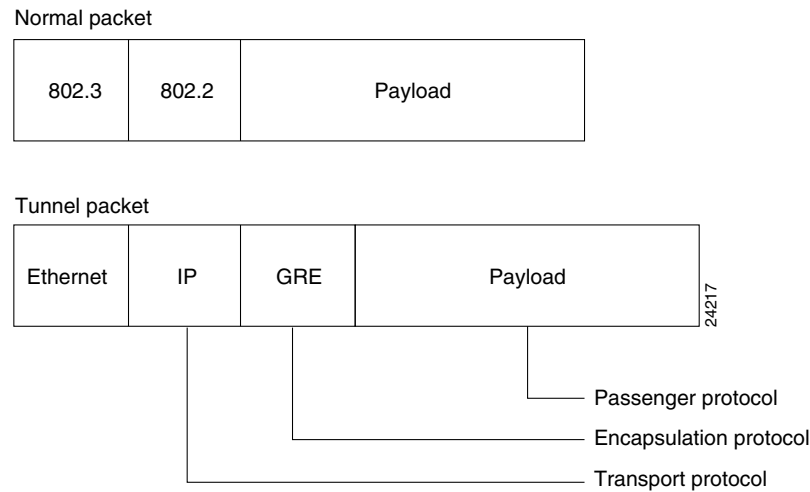 Normal packet
802.3 802.2 Payload
Tunnel packet
Ethernet IP GRE Payload
24217
Passenger protocol
Encapsulation protocol
Transport protocol